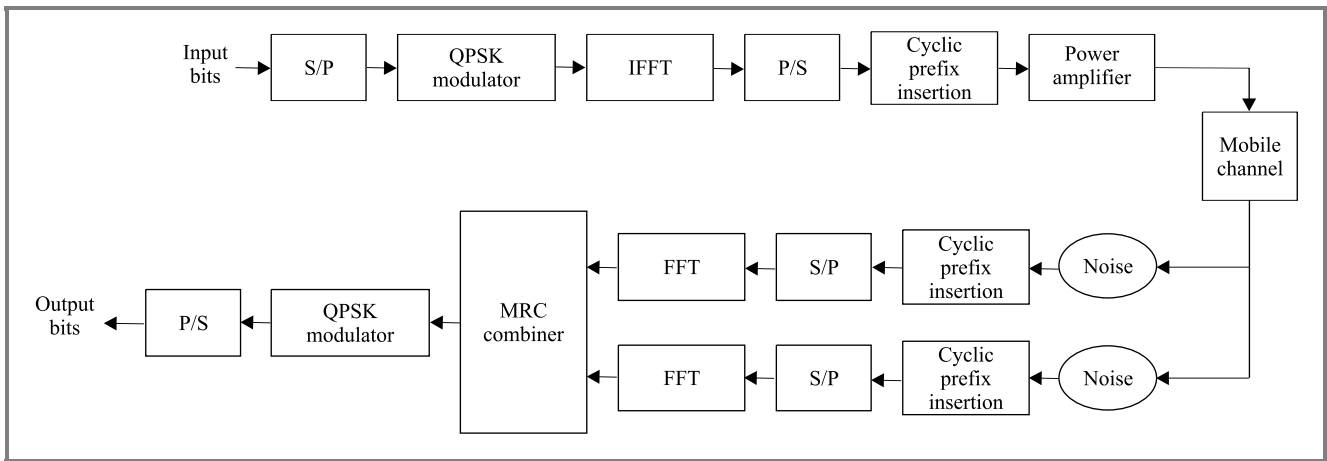 Input
bits
S/P
QPSK
modulator
IFFT
P/S
Cyclic
prefix
insertion
Power
amplifier
Mobile
channel
Noise
Cyclic
prefix
insertion
S/P
FFT
Noise
Cyclic
prefix
insertion
S/P
FFT
MRC
combiner
QPSK
modulator
P/S
Output
bits